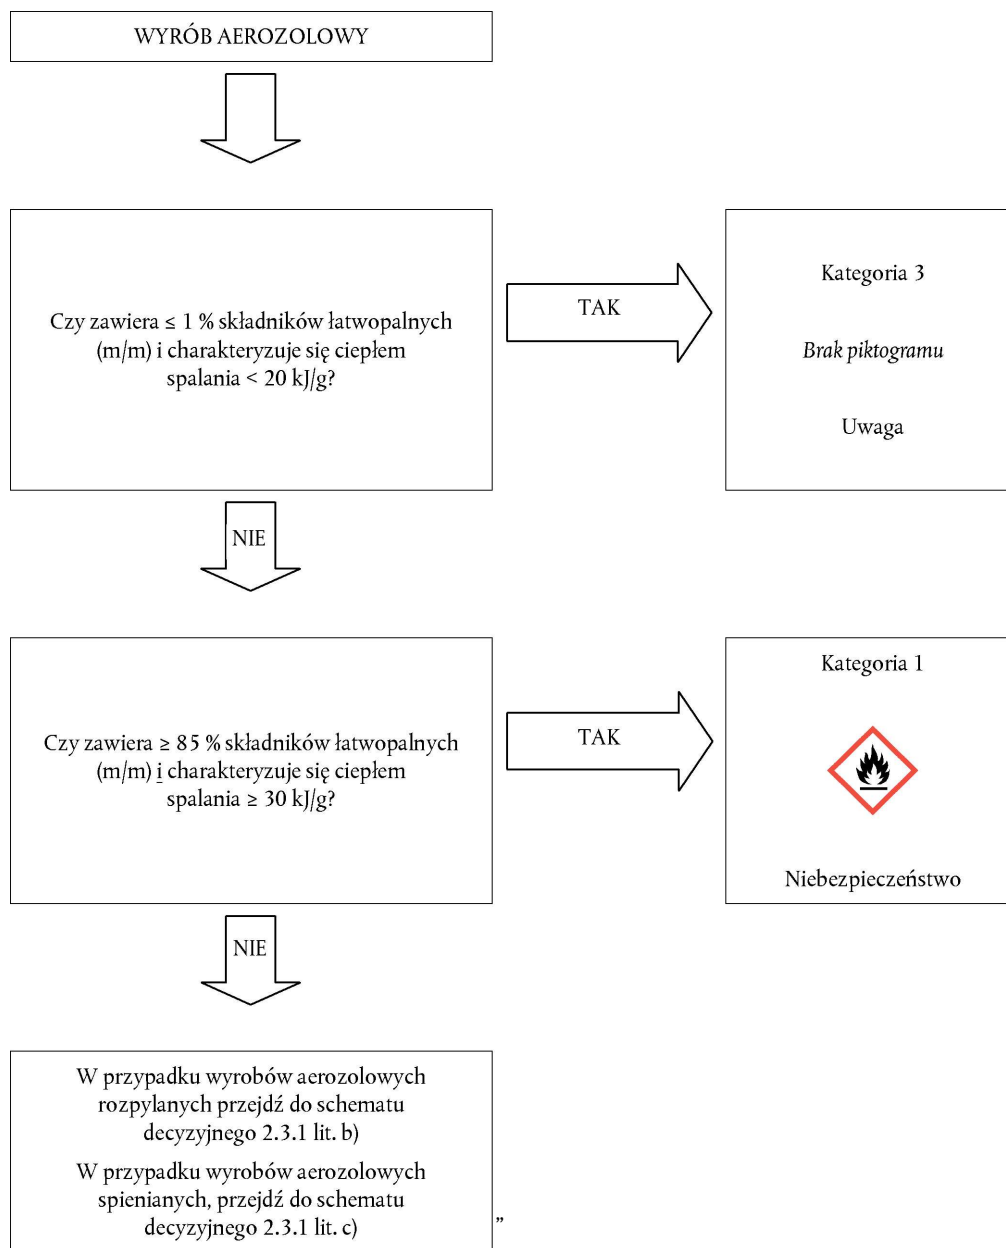 WYRÓB AEROZOLOWY
Czy zawiera ≤ 1 % składników łatwopalnych
(m/m) i charakteryzuje się ciepłem
spalania < 20 kJ/g?
TAK
Kategoria 3
Brak piktogramu
Uwaga
NIE
Czy zawiera ≥ 85 % składników łatwopalnych
(m/m) i charakteryzuje się ciepłem
spalania ≥ 30 kJ/g?
TAK
Kategoria 1
Niebezpieczeństwo
NIE
W przypadku wyrobów aerozolowych
rozpylanych przejdź do schematu
decyzyjnego 2.3.1 lit. b)
W przypadku wyrobów aerozolowych
spienianych, przejdź do schematu
decyzyjnego 2.3.1 lit. c)
”